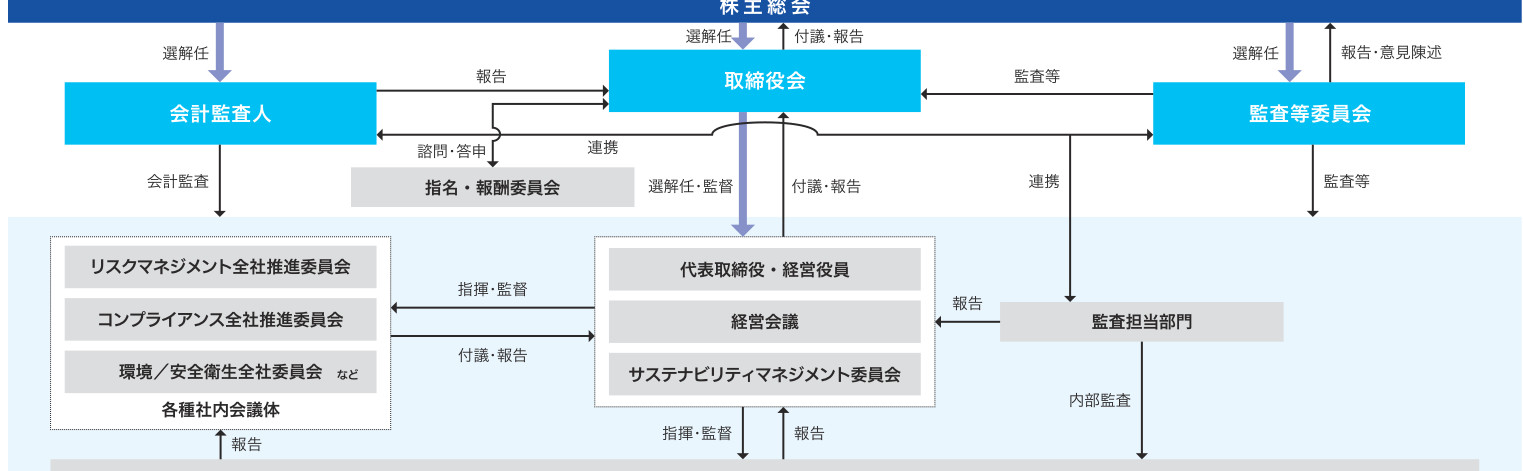 株主総会
選解任
選解任
付議・報告
選解任
報告・意見陳述
会計監査人
報告
取締役会
監査等
監査等委員会
諮問・答申
連携
会計監査
指名・報酬委員会
選解任・監督
付議・報告
連携
監査等
リスクマネジメント全社推進委員会
コンプライアンス全社推進委員会
環境／安全衛生全社委員会 など
各種社内会議体
指揮・監督
付議・報告
代表取締役・経営役員
経営会議
サステナビリティマネジメント委員会
報告
監査担当部門
報告
指揮・監督
報告
内部監査